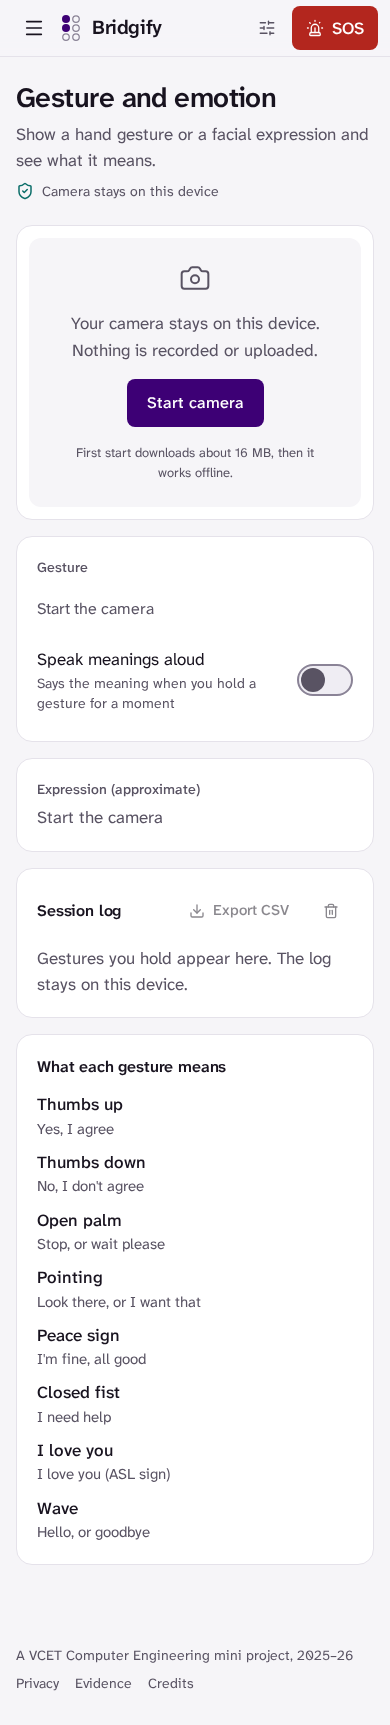 Bridgify
SOS
Gesture and emotion
Show a hand gesture or a facial expression and
see what it means.
Camera stays on this device
Your camera stays on this device.
Nothing is recorded or uploaded.
Start camera
First start downloads about 16 MB, then it
works offline.
Gesture
Start the camera
Speak meanings aloud
Says the meaning when you hold a
gesture for a moment
Expression (approximate)
Start the camera
Session log
Export CSV
Gestures you hold appear here. The log
stays on this device.
What each gesture means
Thumbs up
Yes, I agree
Thumbs down
No, I don't agree
Open palm
Stop, or wait please
Pointing
Look there, or I want that
Peace sign
I'm fine, all good
Closed fist
I need help
I love you
I love you (ASL sign)
Wave
Hello, or goodbye
A VCET Computer Engineering mini project, 2025–26
Privacy Evidence Credits